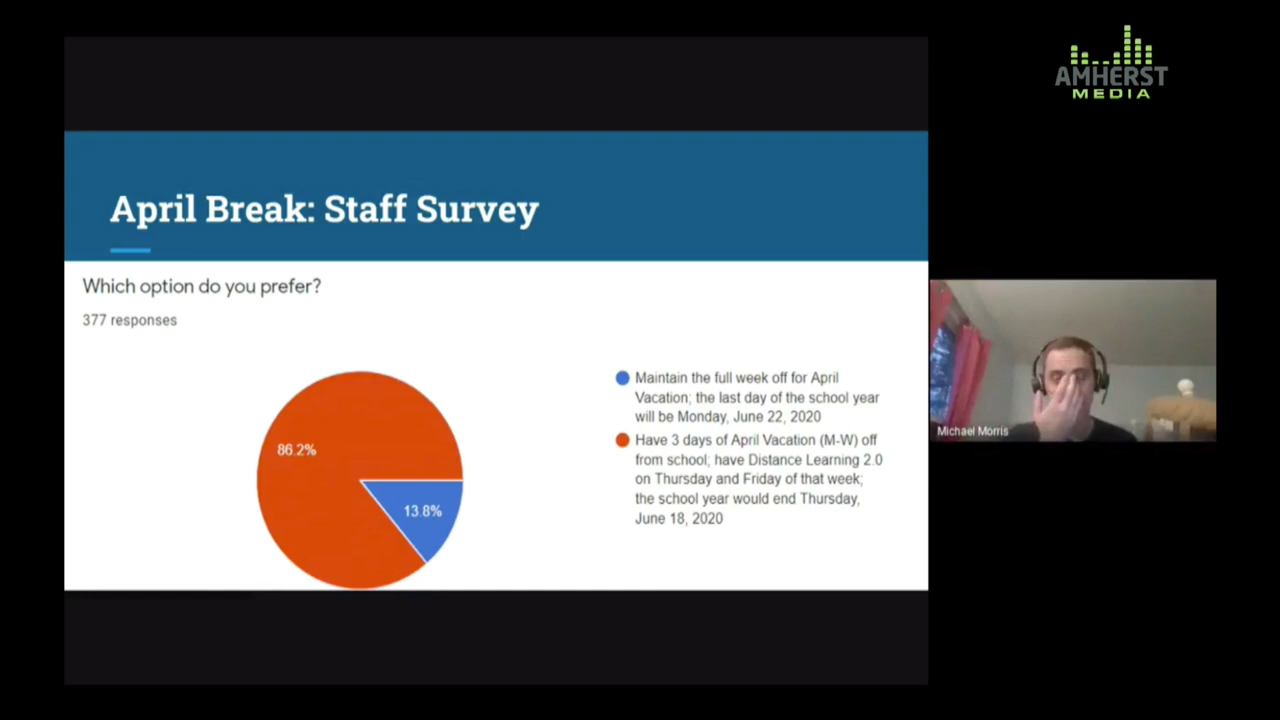 AMHERST
MEDIA
April Break: Staff Survey
Which option do you prefer?
377 responses
86.2%
13.8%
Maintain the full week off for April
Vacation; the last day of the school year
will be Monday, June 22, 2020
Have 3 days of April Vacation (M-W) off
from school; have Distance Learning 2.0
on Thursday and Friday of that week;
the school year would end Thursday,
June 18, 2020
Michael Morris